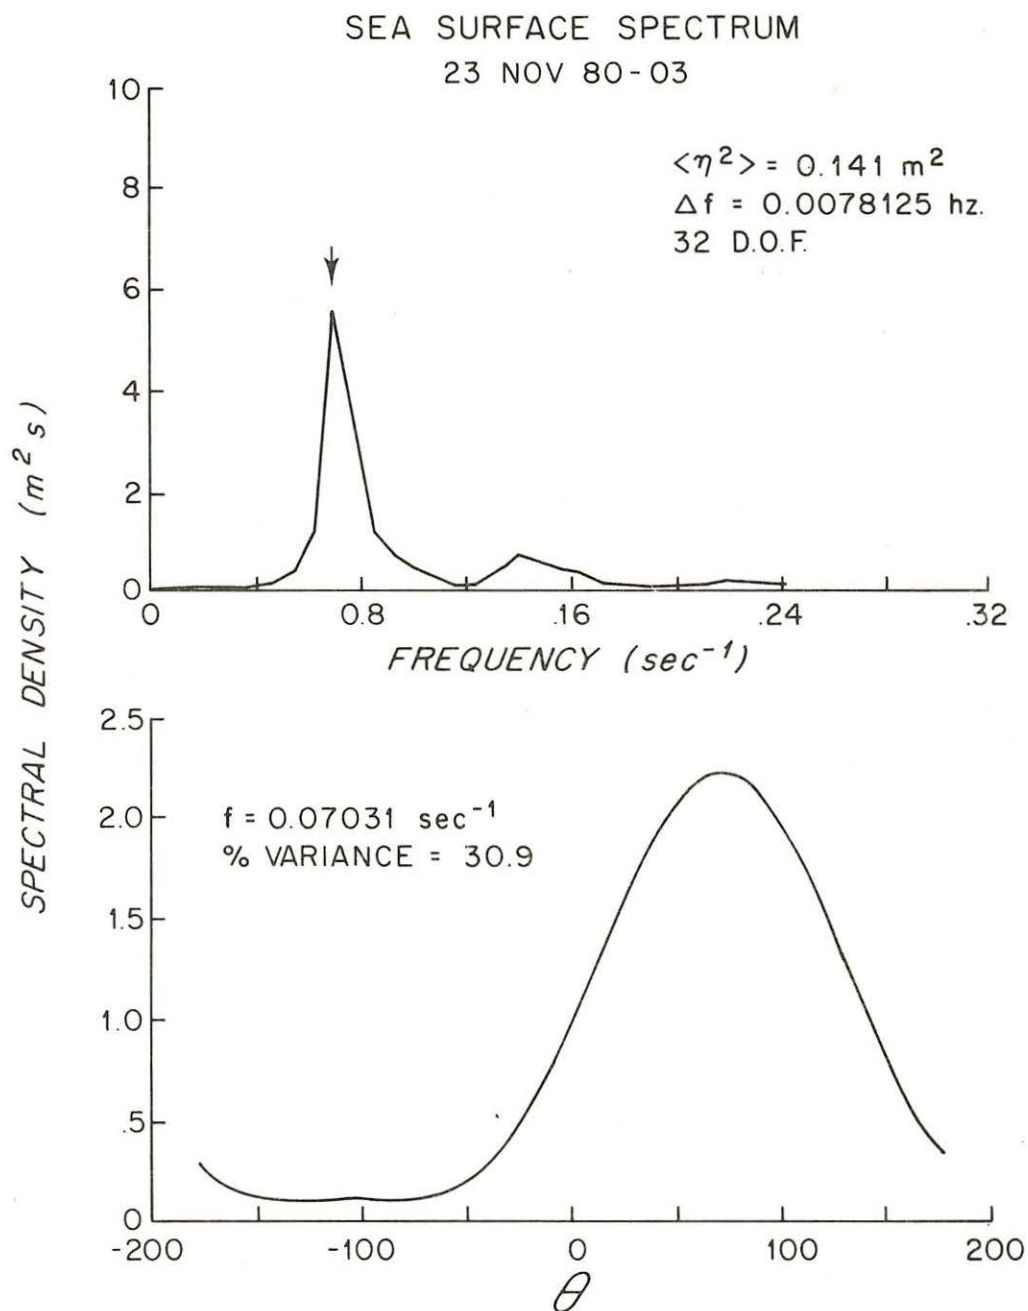 SEA SURFACE SPECTRUM
23 NOV 80-03
10
8
6
4
2
0
<η²> = 0.141 m²
Δf = 0.0078125 hz.
32 D.O.F.
0 0.8 .16 .24 .32
FREQUENCY (sec⁻¹)
SPECTRAL DENSITY (m² s)
2.5
2.0
1.5
1.0
.5
0
f = 0.07031 sec⁻¹
% VARIANCE = 30.9
-200 -100 0 100 200
θ